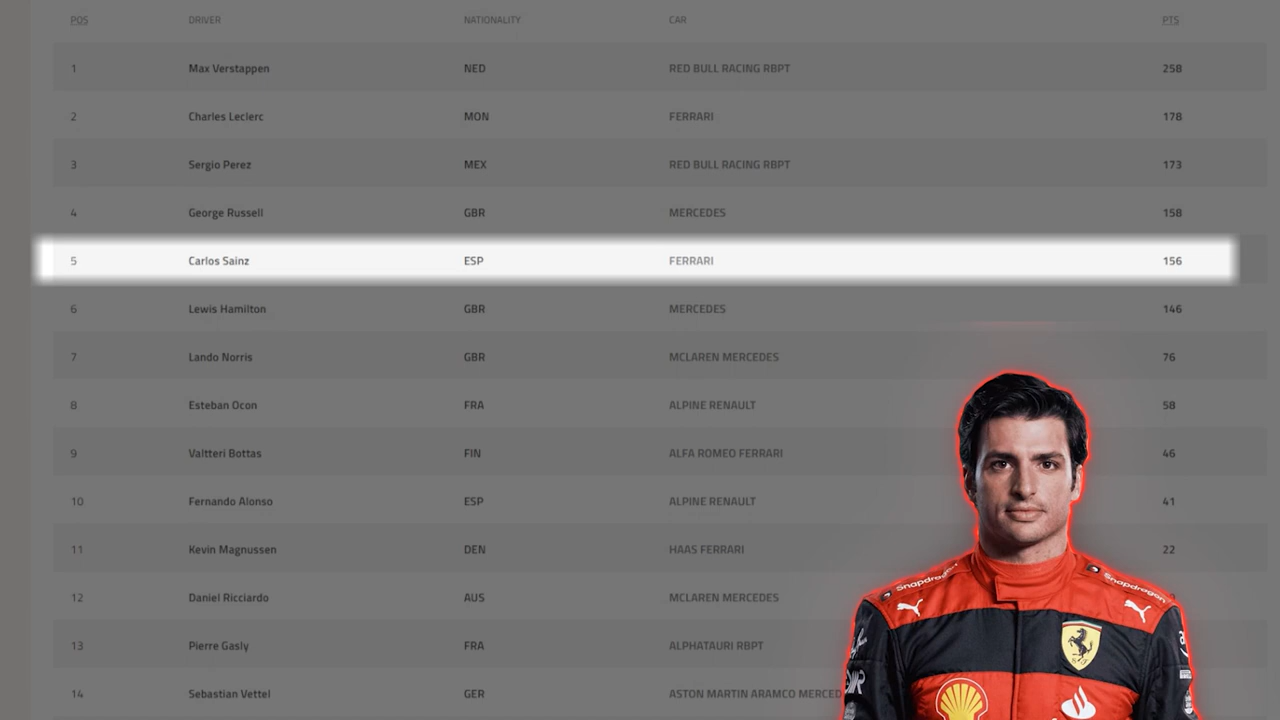 POS DRIVER NATIONALITY CAR PTS
1 Max Verstappen NED RED BULL RACING RBPT 258
2 Charles Leclerc MON FERRARI 178
3 Sergio Perez MEX RED BULL RACING RBPT 173
4 George Russell GBR MERCEDES 158
5 Carlos Sainz ESP FERRARI 156
6 Lewis Hamilton GBR MERCEDES 146
7 Lando Norris GBR MCLAREN MERCEDES 76
8 Esteban Ocon FRA ALPINE RENAULT 58
9 Valtteri Bottas FIN ALFA ROMEO FERRARI 46
10 Fernando Alonso ESP ALPINE RENAULT 41
11 Kevin Magnussen DEN HAAS FERRARI 22
12 Daniel Ricciardo AUS MCLAREN MERCEDES
13 Pierre Gasly FRA ALPHATAURI RBPT
14 Sebastian Vettel GER ASTON MARTIN ARAMCO MERCED
Snapdragon Snapdragon